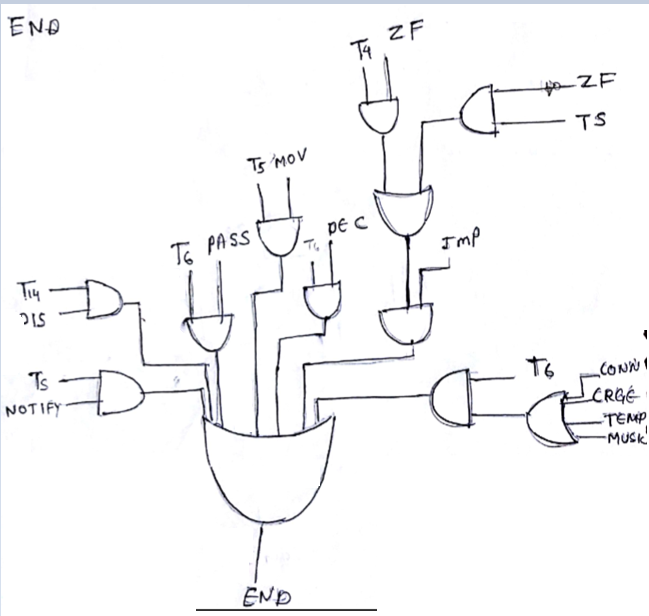 END
T4 ZF
ZF
T5
T5 MOV
T6 PASS
DEC
JMP
T14
DIS
T5
NOTIFY
T6
CONN
CRGE
TEMP
MUSK
END